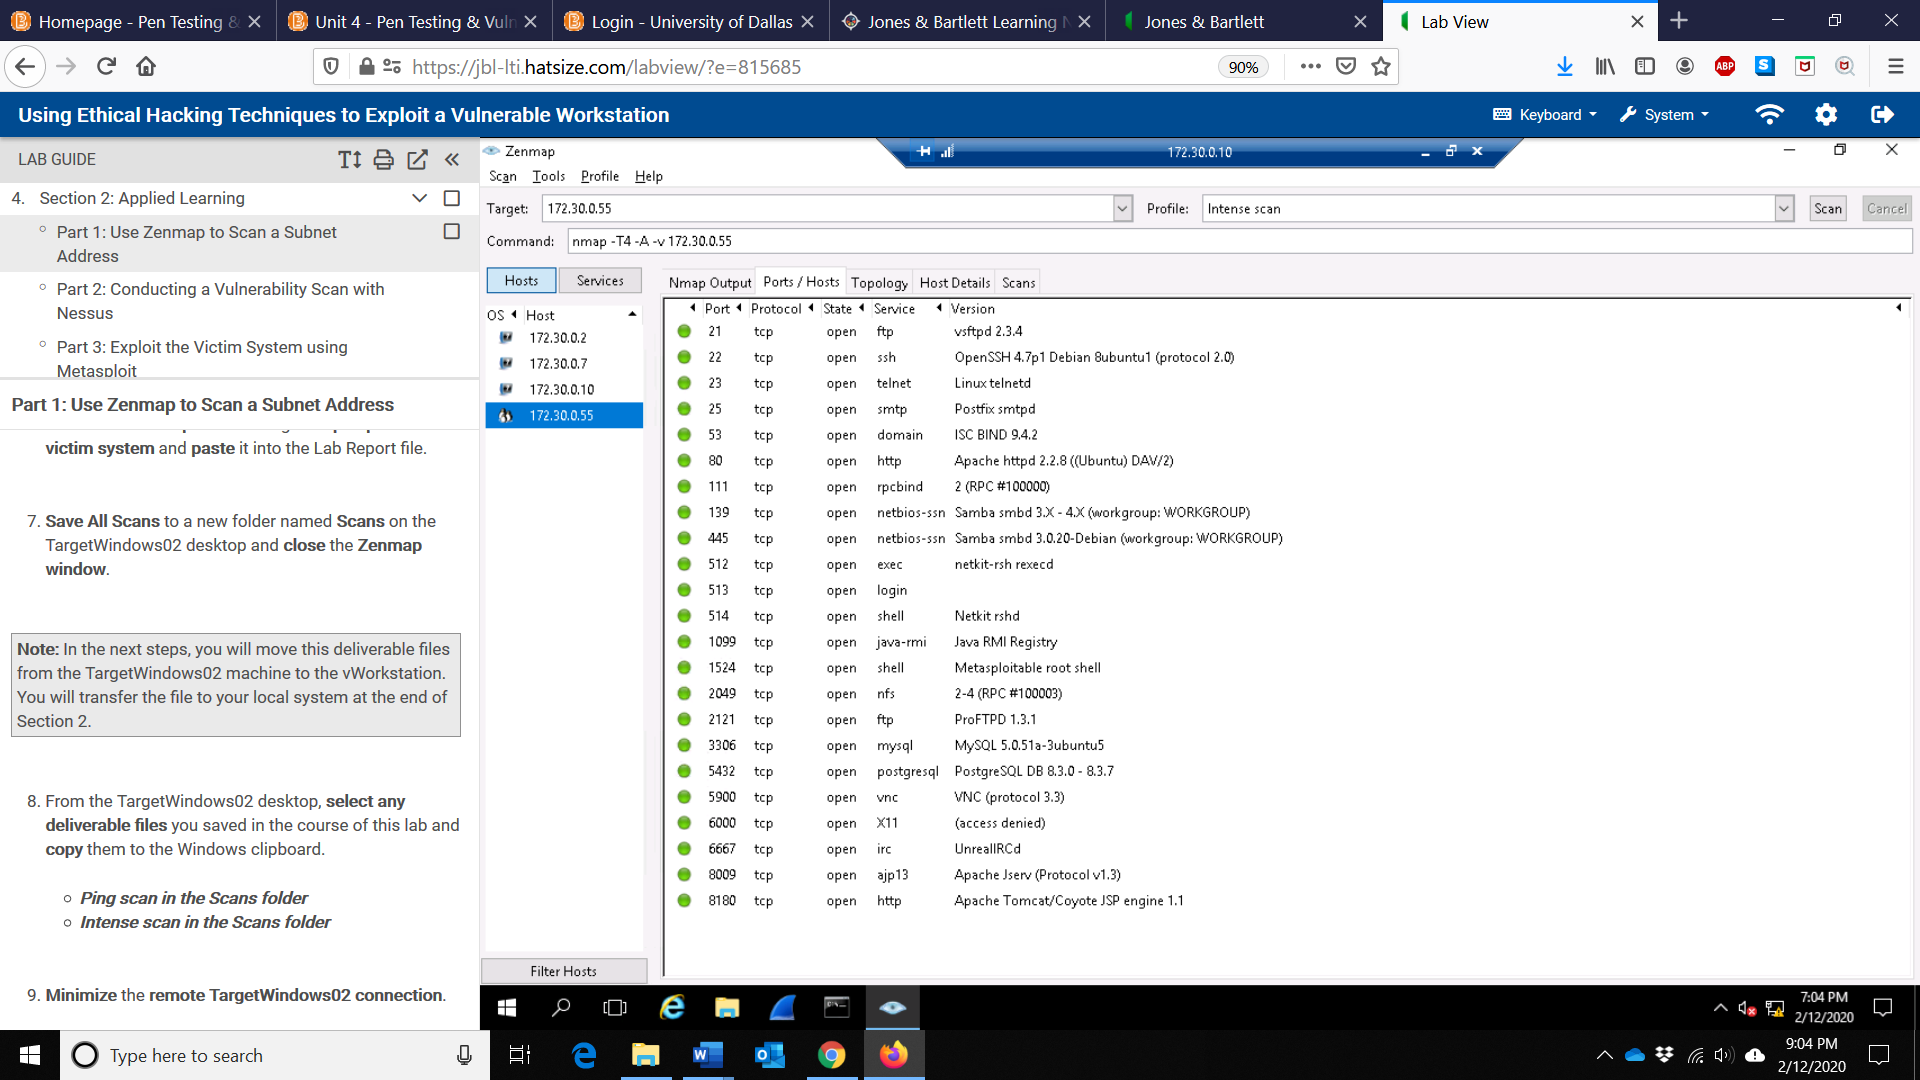 Homepage - Pen Testing &
Unit 4 - Pen Testing & Vuln
Login - University of Dallas
Jones & Bartlett Learning N
Jones & Bartlett
Lab View
https://jbl-lti.hatsize.com/labview/?e=815685
90%
ABP
S
Using Ethical Hacking Techniques to Exploit a Vulnerable Workstation
Keyboard
System
LAB GUIDE
4. Section 2: Applied Learning
Part 1: Use Zenmap to Scan a Subnet
Address
Part 2: Conducting a Vulnerability Scan with
Nessus
Part 3: Exploit the Victim System using
Metasploit
Part 1: Use Zenmap to Scan a Subnet Address
victim system and paste it into the Lab Report file.
7. Save All Scans to a new folder named Scans on the
TargetWindows02 desktop and close the Zenmap
window.
Note: In the next steps, you will move this deliverable files
from the TargetWindows02 machine to the vWorkstation.
You will transfer the file to your local system at the end of
Section 2.
8. From the TargetWindows02 desktop, select any
deliverable files you saved in the course of this lab and
copy them to the Windows clipboard.
Ping scan in the Scans folder
Intense scan in the Scans folder
9. Minimize the remote TargetWindows02 connection.
Zenmap
172.30.0.10
Scan Tools Profile Help
Target: 172.30.0.55 Profile: Intense scan Scan Cancel
Command: nmap -T4 -A -v 172.30.0.55
Hosts Services
Nmap Output Ports / Hosts Topology Host Details Scans
OS Host
172.30.0.2
172.30.0.7
172.30.0.10
172.30.0.55
Filter Hosts
Port Protocol State Service Version
21 tcp open ftp vsftpd 2.3.4
22 tcp open ssh OpenSSH 4.7p1 Debian 8ubuntu1 (protocol 2.0)
23 tcp open telnet Linux telnetd
25 tcp open smtp Postfix smtpd
53 tcp open domain ISC BIND 9.4.2
80 tcp open http Apache httpd 2.2.8 ((Ubuntu) DAV/2)
111 tcp open rpcbind 2 (RPC #100000)
139 tcp open netbios-ssn Samba smbd 3.X - 4.X (workgroup: WORKGROUP)
445 tcp open netbios-ssn Samba smbd 3.0.20-Debian (workgroup: WORKGROUP)
512 tcp open exec netkit-rsh rexecd
513 tcp open login
514 tcp open shell Netkit rshd
1099 tcp open java-rmi Java RMI Registry
1524 tcp open shell Metasploitable root shell
2049 tcp open nfs 2-4 (RPC #100003)
2121 tcp open ftp ProFTPD 1.3.1
3306 tcp open mysql MySQL 5.0.51a-3ubuntu5
5432 tcp open postgresql PostgreSQL DB 8.3.0 - 8.3.7
5900 tcp open vnc VNC (protocol 3.3)
6000 tcp open X11 (access denied)
6667 tcp open irc UnrealIRCd
8009 tcp open ajp13 Apache Jserv (Protocol v1.3)
8180 tcp open http Apache Tomcat/Coyote JSP engine 1.1
7:04 PM
2/12/2020
Type here to search
9:04 PM
2/12/2020